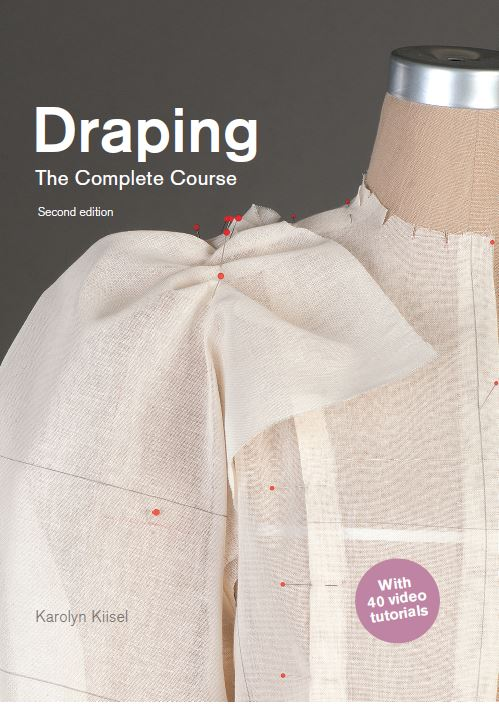 Draping
The Complete Course
Second edition
Karolyn Kiisel
With
40 video
tutorials